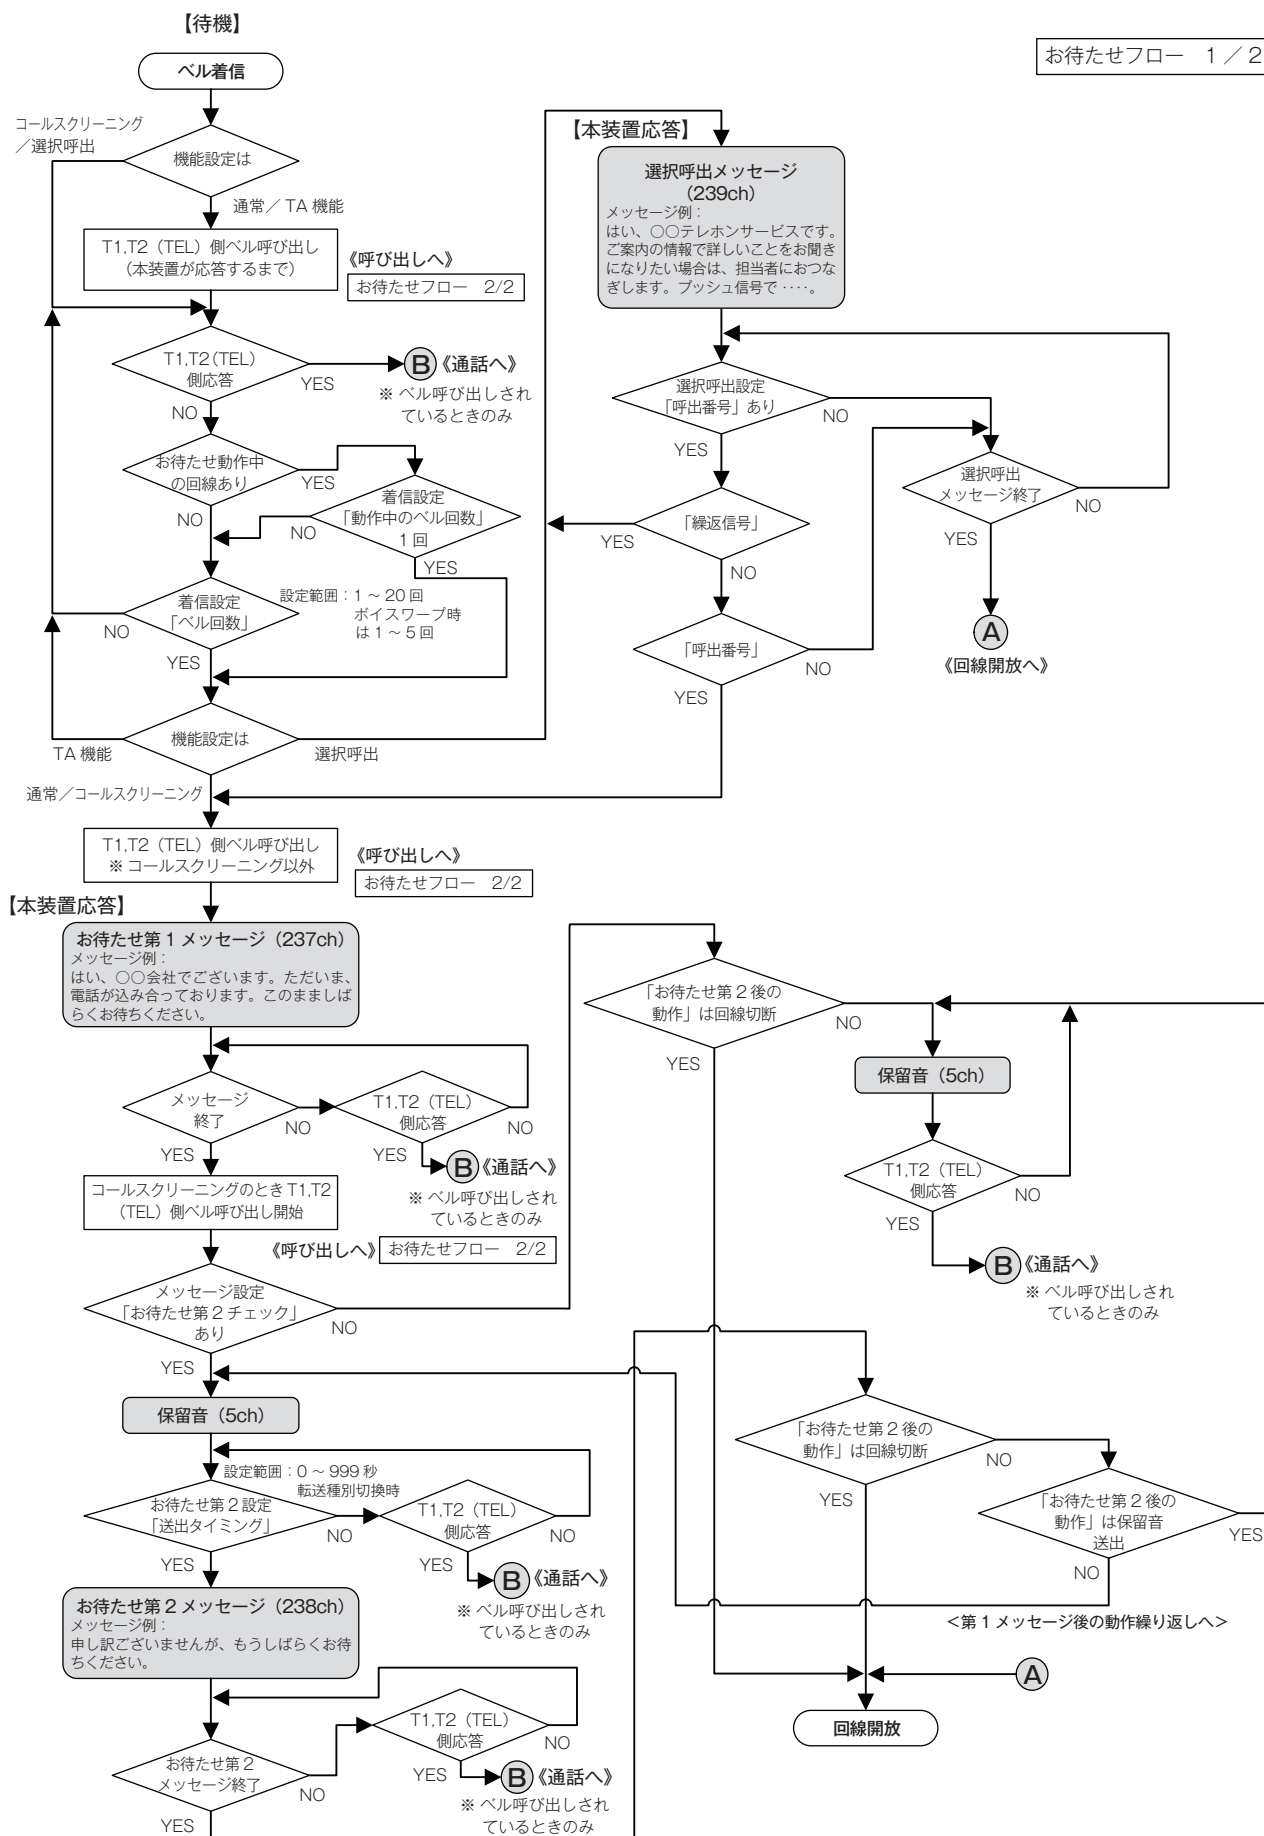 【待機】
お待たせフロー 1／2
ベル着信
コールスクリーニング
／選択呼出
機能設定は
通常／TA 機能
T1,T2（TEL）側ベル呼び出し
（本装置が応答するまで）
《呼び出しへ》
お待たせフロー 2/2
T1,T2(TEL)
側応答
YES
B《通話へ》
※ ベル呼び出しされ
ているときのみ
NO
お待たせ動作中
の回線あり
YES
NO
着信設定
「動作中のベル回数」
1 回
NO
YES
着信設定
「ベル回数」
設定範囲：1 ～ 20 回
ボイスワープ時
は 1 ～ 5 回
NO
YES
機能設定は
TA 機能
選択呼出
通常／コールスクリーニング
【本装置応答】
選択呼出メッセージ
（239ch）
メッセージ例：
はい、〇〇テレホンサービスです。
ご案内の情報で詳しいことをお聞き
になりたい場合は、担当者におつな
ぎします。プッシュ信号で ‥‥。
選択呼出設定
「呼出番号」あり
NO
YES
選択呼出
メッセージ終了
NO
YES
「繰返信号」
YES
NO
A
《回線開放へ》
「呼出番号」
NO
YES
T1,T2（TEL）側ベル呼び出し
※ コールスクリーニング以外
《呼び出しへ》
お待たせフロー 2/2
【本装置応答】
お待たせ第 1 メッセージ（237ch）
メッセージ例：
はい、〇〇会社でございます。ただいま、
電話が込み合っております。このまましば
らくお待ちください。
メッセージ
終了
NO
YES
T1,T2（TEL）
側応答
NO
YES
B《通話へ》
※ ベル呼び出しされ
ているときのみ
コールスクリーニングのとき T1,T2
（TEL）側ベル呼び出し開始
《呼び出しへ》
お待たせフロー 2/2
メッセージ設定
「お待たせ第 2 チェック」
あり
NO
YES
保留音（5ch）
設定範囲：0 ～ 999 秒
転送種別切換時
お待たせ第 2 設定
「送出タイミング」
NO
YES
T1,T2（TEL）
側応答
NO
YES
B《通話へ》
※ ベル呼び出しされ
ているときのみ
お待たせ第 2 メッセージ（238ch）
メッセージ例：
申し訳ございませんが、もうしばらくお待
ちください。
お待たせ第 2
メッセージ終了
NO
YES
T1,T2（TEL）
側応答
NO
YES
B《通話へ》
※ ベル呼び出しされ
ているときのみ
「お待たせ第 2 後の
動作」は回線切断
NO
YES
保留音（5ch）
T1,T2（TEL）
側応答
NO
YES
B《通話へ》
※ ベル呼び出しされ
ているときのみ
「お待たせ第 2 後の
動作」は回線切断
NO
YES
「お待たせ第 2 後の
動作」は保留音
送出
YES
NO
＜第 1 メッセージ後の動作繰り返しへ＞
A
回線開放